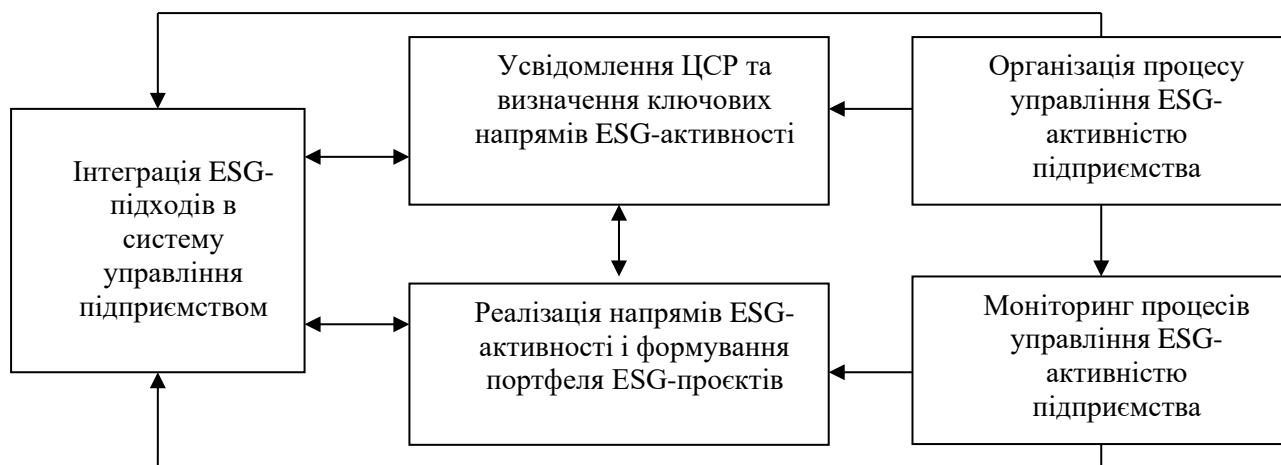 Інтеграція ESG-
підходів в
систему
управління
підприємством
Усвідомлення ЦСР та
визначення ключових
напрямів ESG-активності
Організація процесу
управління ESG-
активністю
підприємства
Реалізація напрямів ESG-
активності і формування
портфеля ESG-проєктів
Моніторинг процесів
управління ESG-
активністю
підприємства